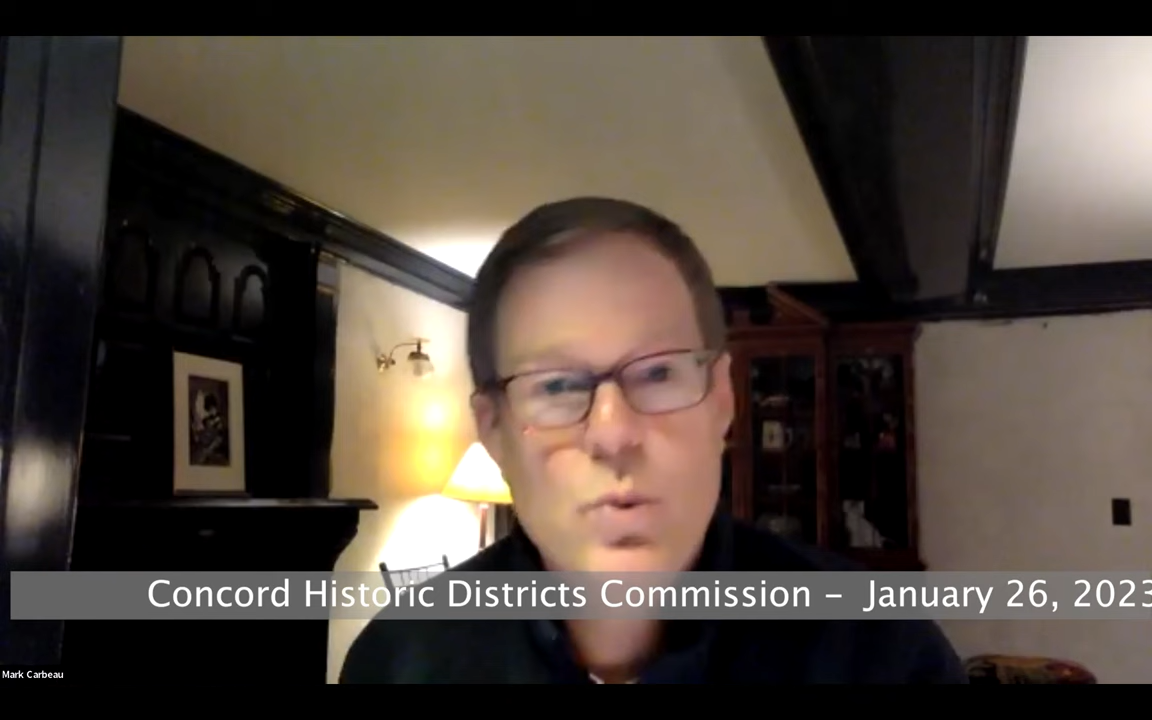 Concord Historic Districts Commission – January 26, 2023
Mark Carbeau